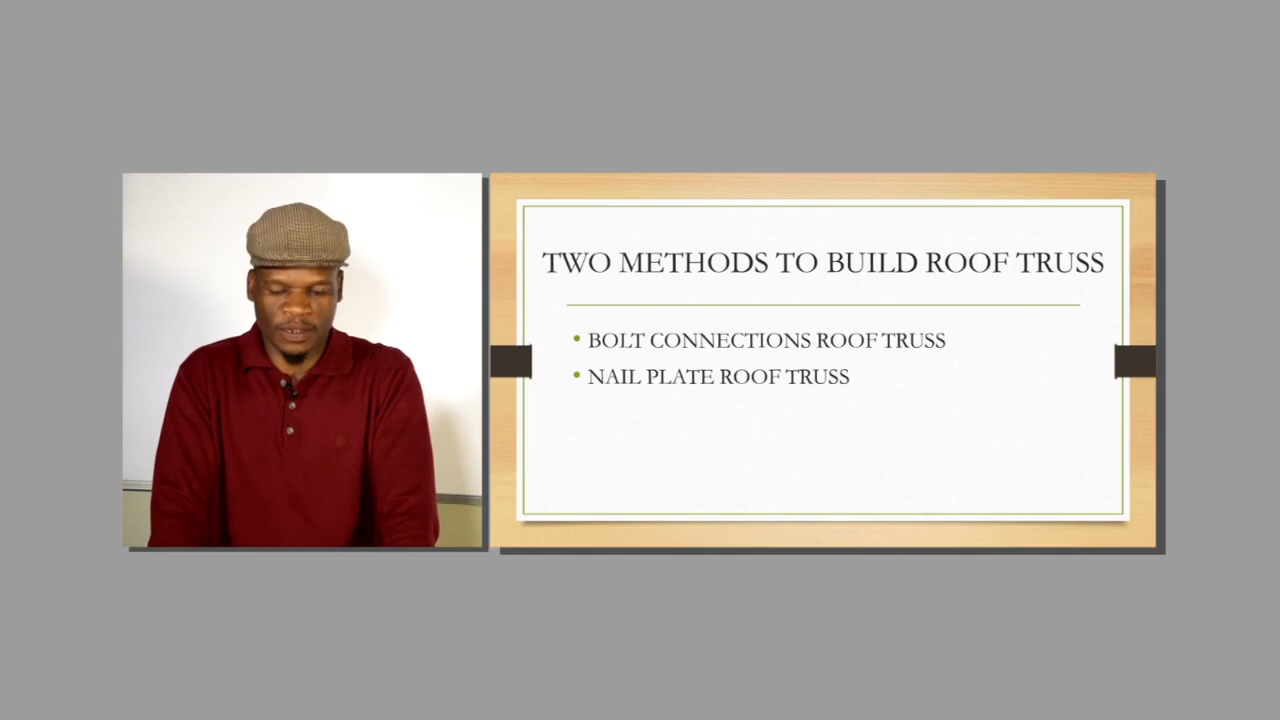 TWO METHODS TO BUILD ROOF TRUSS
• BOLT CONNECTIONS ROOF TRUSS
• NAIL PLATE ROOF TRUSS